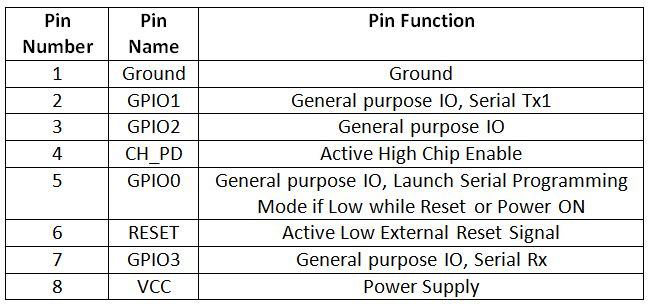 Pin Number Pin Name Pin Function
1 Ground Ground
2 GPIO1 General purpose IO, Serial Tx1
3 GPIO2 General purpose IO
4 CH_PD Active High Chip Enable
5 GPIO0 General purpose IO, Launch Serial Programming
Mode if Low while Reset or Power ON
6 RESET Active Low External Reset Signal
7 GPIO3 General purpose IO, Serial Rx
8 VCC Power Supply